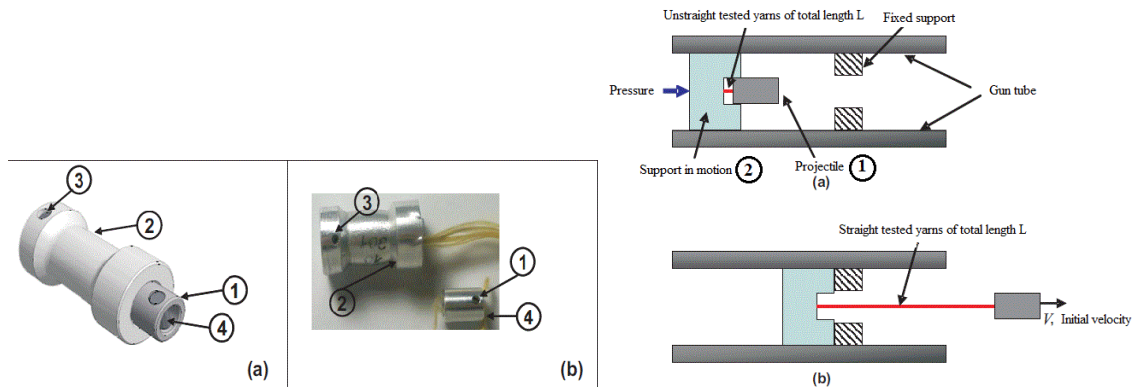 3
2
1
4
(a)
3
1
2
4
(b)
Unstraight tested yarns of total length L
Fixed support
Pressure
Gun tube
Support in motion 2
Projectile 1
(a)
Straight tested yarns of total length L
V, Initial velocity
(b)